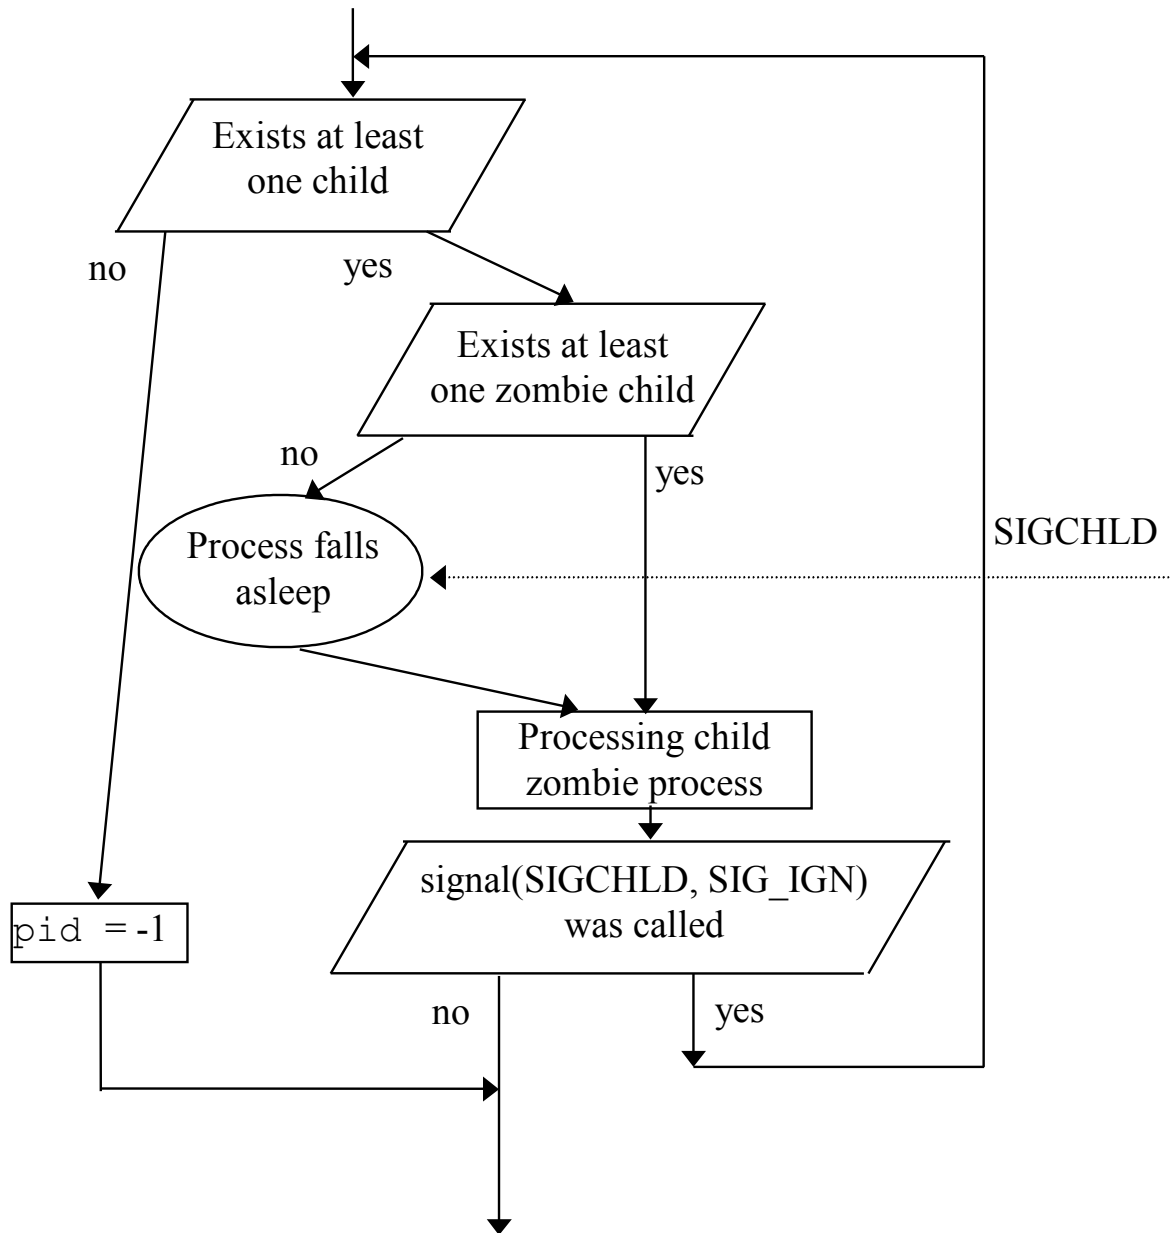 Exists at least
one child
no
yes
Exists at least
one zombie child
no
yes
SIGCHLD
Process falls
asleep
Processing child
zombie process
signal(SIGCHLD, SIG_IGN)
was called
pid = -1
no
yes